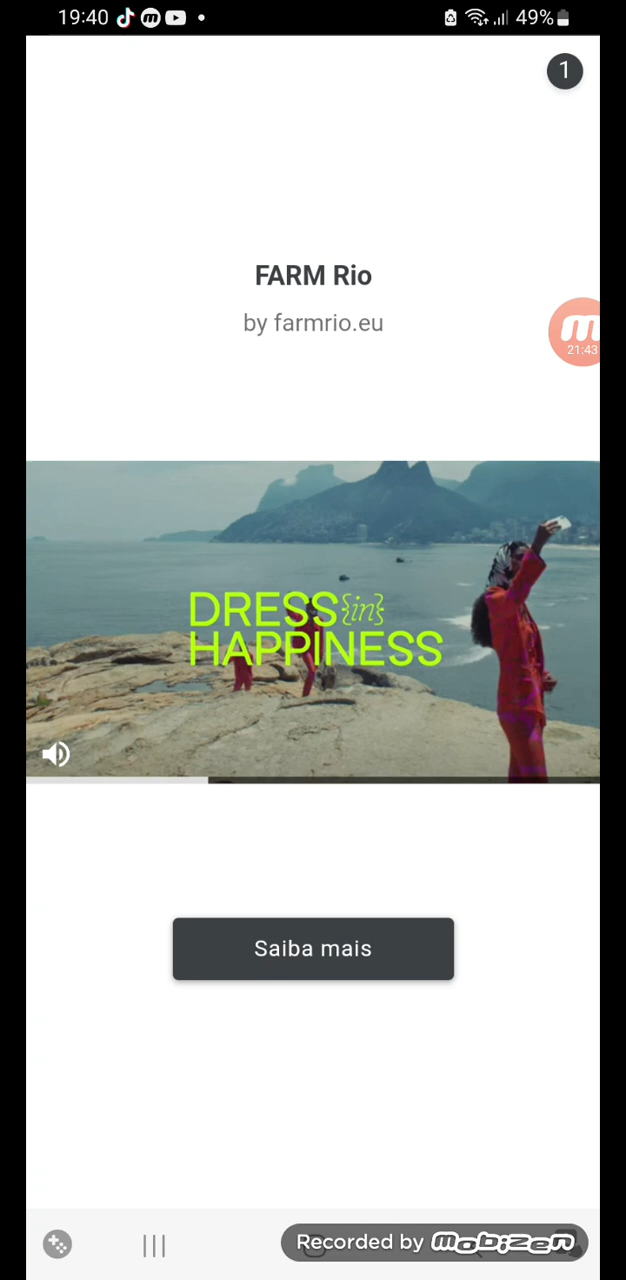 19:40 49%
1
FARM Rio
by farmrio.eu
21:43
DRESS{in}
HAPPINESS
Saiba mais
Recorded by mobizen